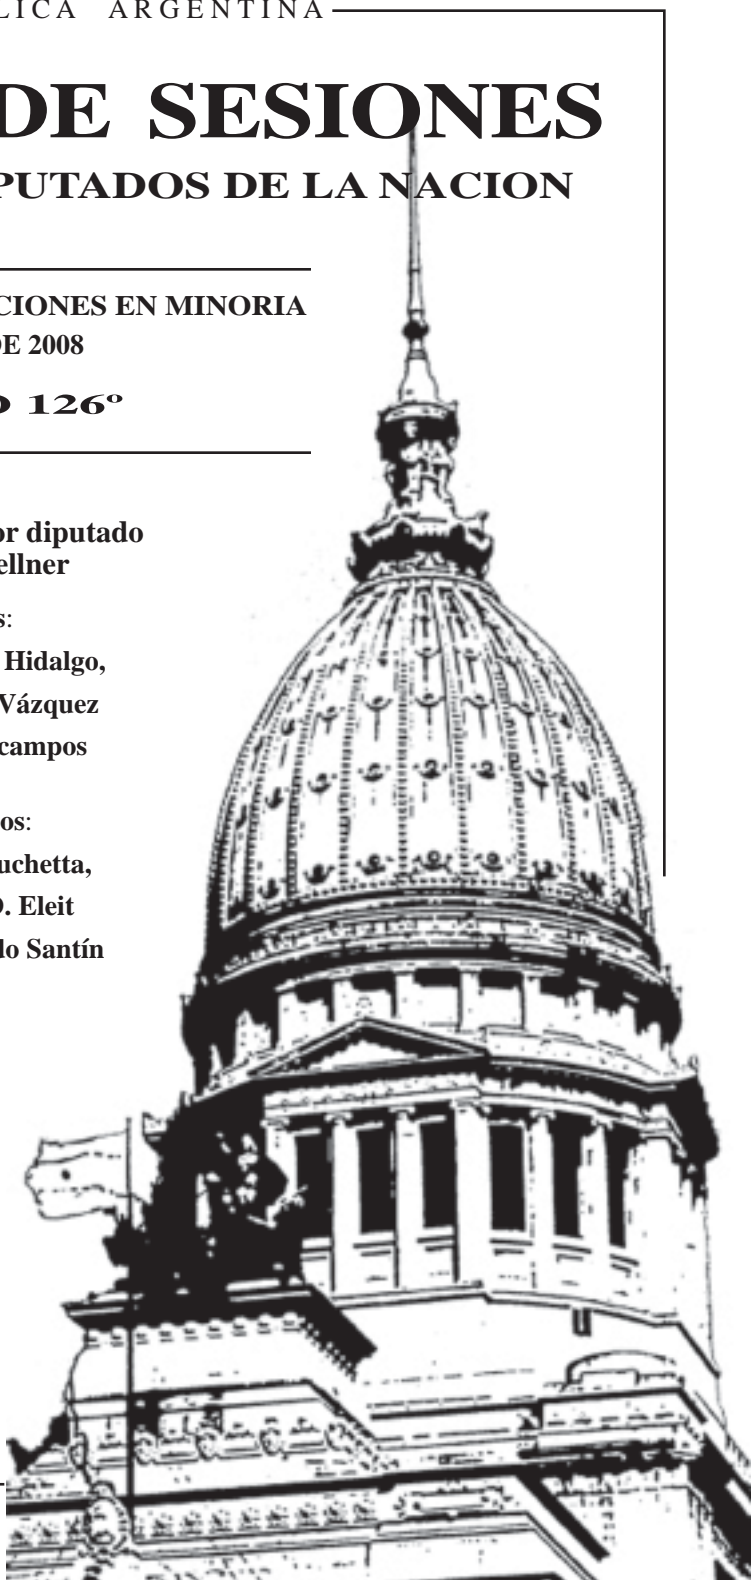 LICA ARGENTINA
DE SESIONES
PUTADOS DE LA NACION
CIONES EN MINORIA
DE 2008
O 126º
or diputado
ellner
s:
Hidalgo,
Vázquez
campos
os:
uchetta,
D. Eleit
do Santín